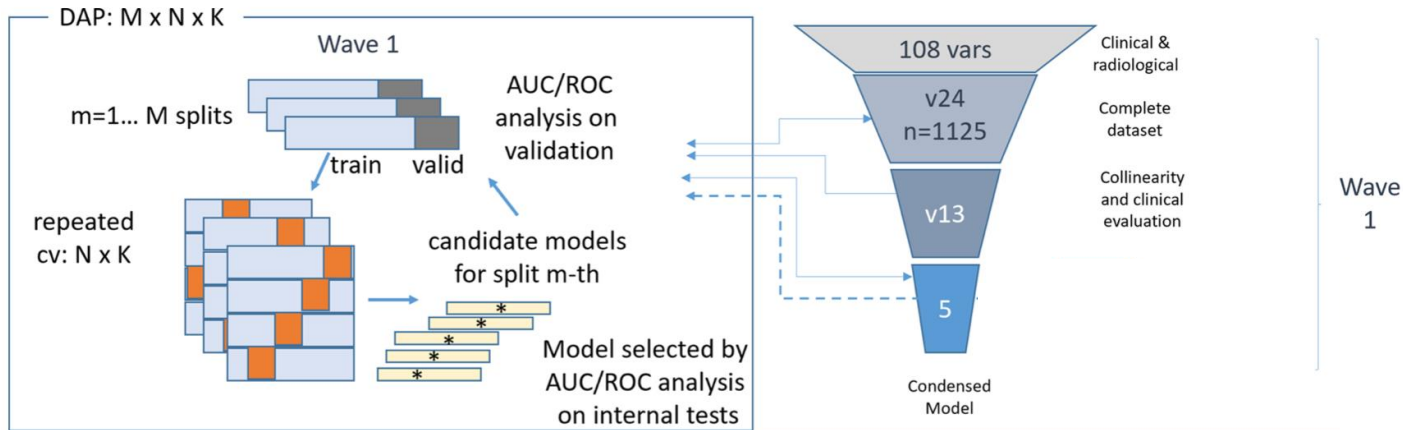 DAP: M x N x K
Wave 1
m=1... M splits
train
valid
AUC/ROC
analysis on
validation
repeated
cv: N x K
candidate models
for split m-th
*
*
*
*
*
Model selected by
AUC/ROC analysis
on internal tests
108 vars
Clinical &
radiological
v24
n=1125
Complete
dataset
v13
Collinearity
and clinical
evaluation
5
Condensed
Model
Wave
1